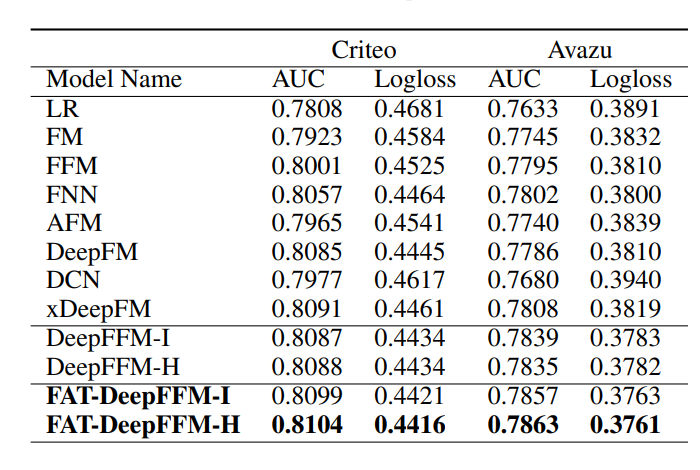 Criteo Avazu
Model Name AUC Logloss AUC Logloss
LR 0.7808 0.4681 0.7633 0.3891
FM 0.7923 0.4584 0.7745 0.3832
FFM 0.8001 0.4525 0.7795 0.3810
FNN 0.8057 0.4464 0.7802 0.3800
AFM 0.7965 0.4541 0.7740 0.3839
DeepFM 0.8085 0.4445 0.7786 0.3810
DCN 0.7977 0.4617 0.7680 0.3940
xDeepFM 0.8091 0.4461 0.7808 0.3819
DeepFFM-I 0.8087 0.4434 0.7839 0.3783
DeepFFM-H 0.8088 0.4434 0.7835 0.3782
FAT-DeepFFM-I 0.8099 0.4421 0.7857 0.3763
FAT-DeepFFM-H 0.8104 0.4416 0.7863 0.3761